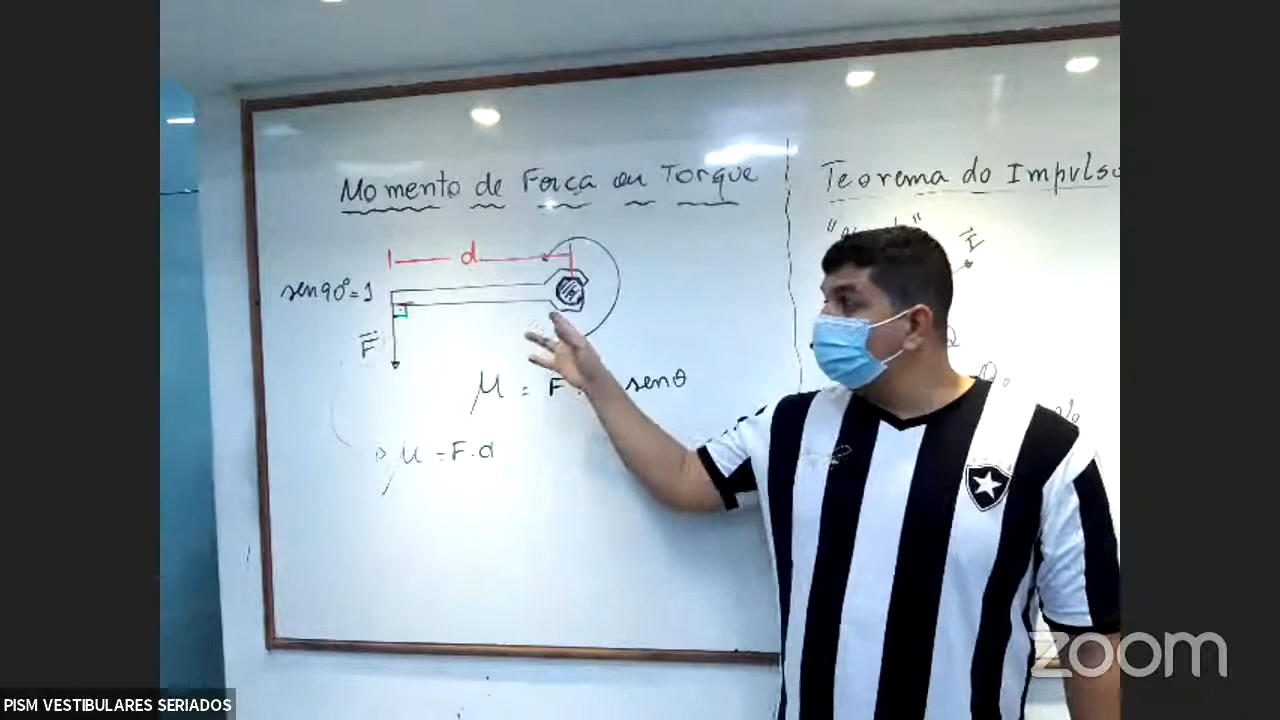 Momento de Força ou Torque
Teorema do Impulso
d
I
sen90°=1
F
M = F. senθ
M = F.d
zoom
PISM VESTIBULARES SERIADOS